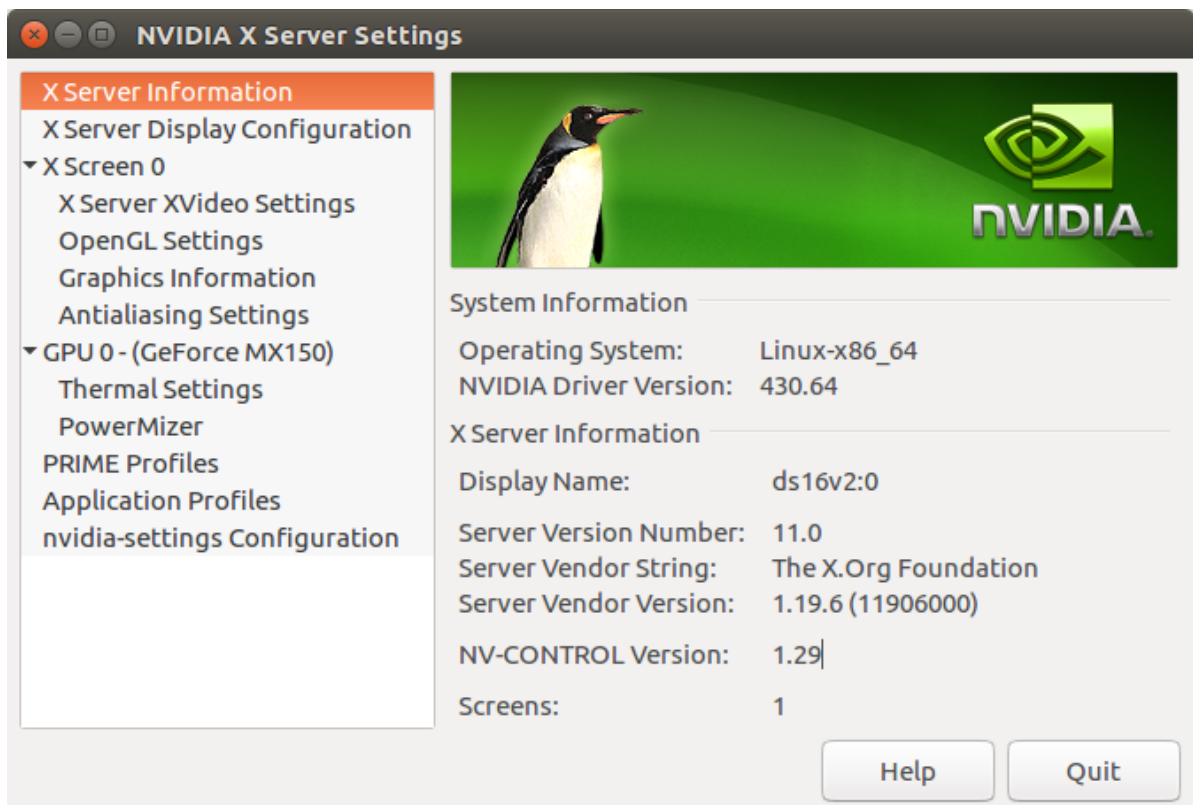 NVIDIA X Server Settings
X Server Information
X Server Display Configuration
X Screen 0
X Server XVideo Settings
OpenGL Settings
Graphics Information
Antialiasing Settings
GPU 0 - (GeForce MX150)
Thermal Settings
PowerMizer
PRIME Profiles
Application Profiles
nvidia-settings Configuration
NVIDIA.
System Information
Operating System: Linux-x86_64
NVIDIA Driver Version: 430.64
X Server Information
Display Name: ds16v2:0
Server Version Number: 11.0
Server Vendor String: The X.Org Foundation
Server Vendor Version: 1.19.6 (11906000)
NV-CONTROL Version: 1.29
Screens: 1
Help Quit